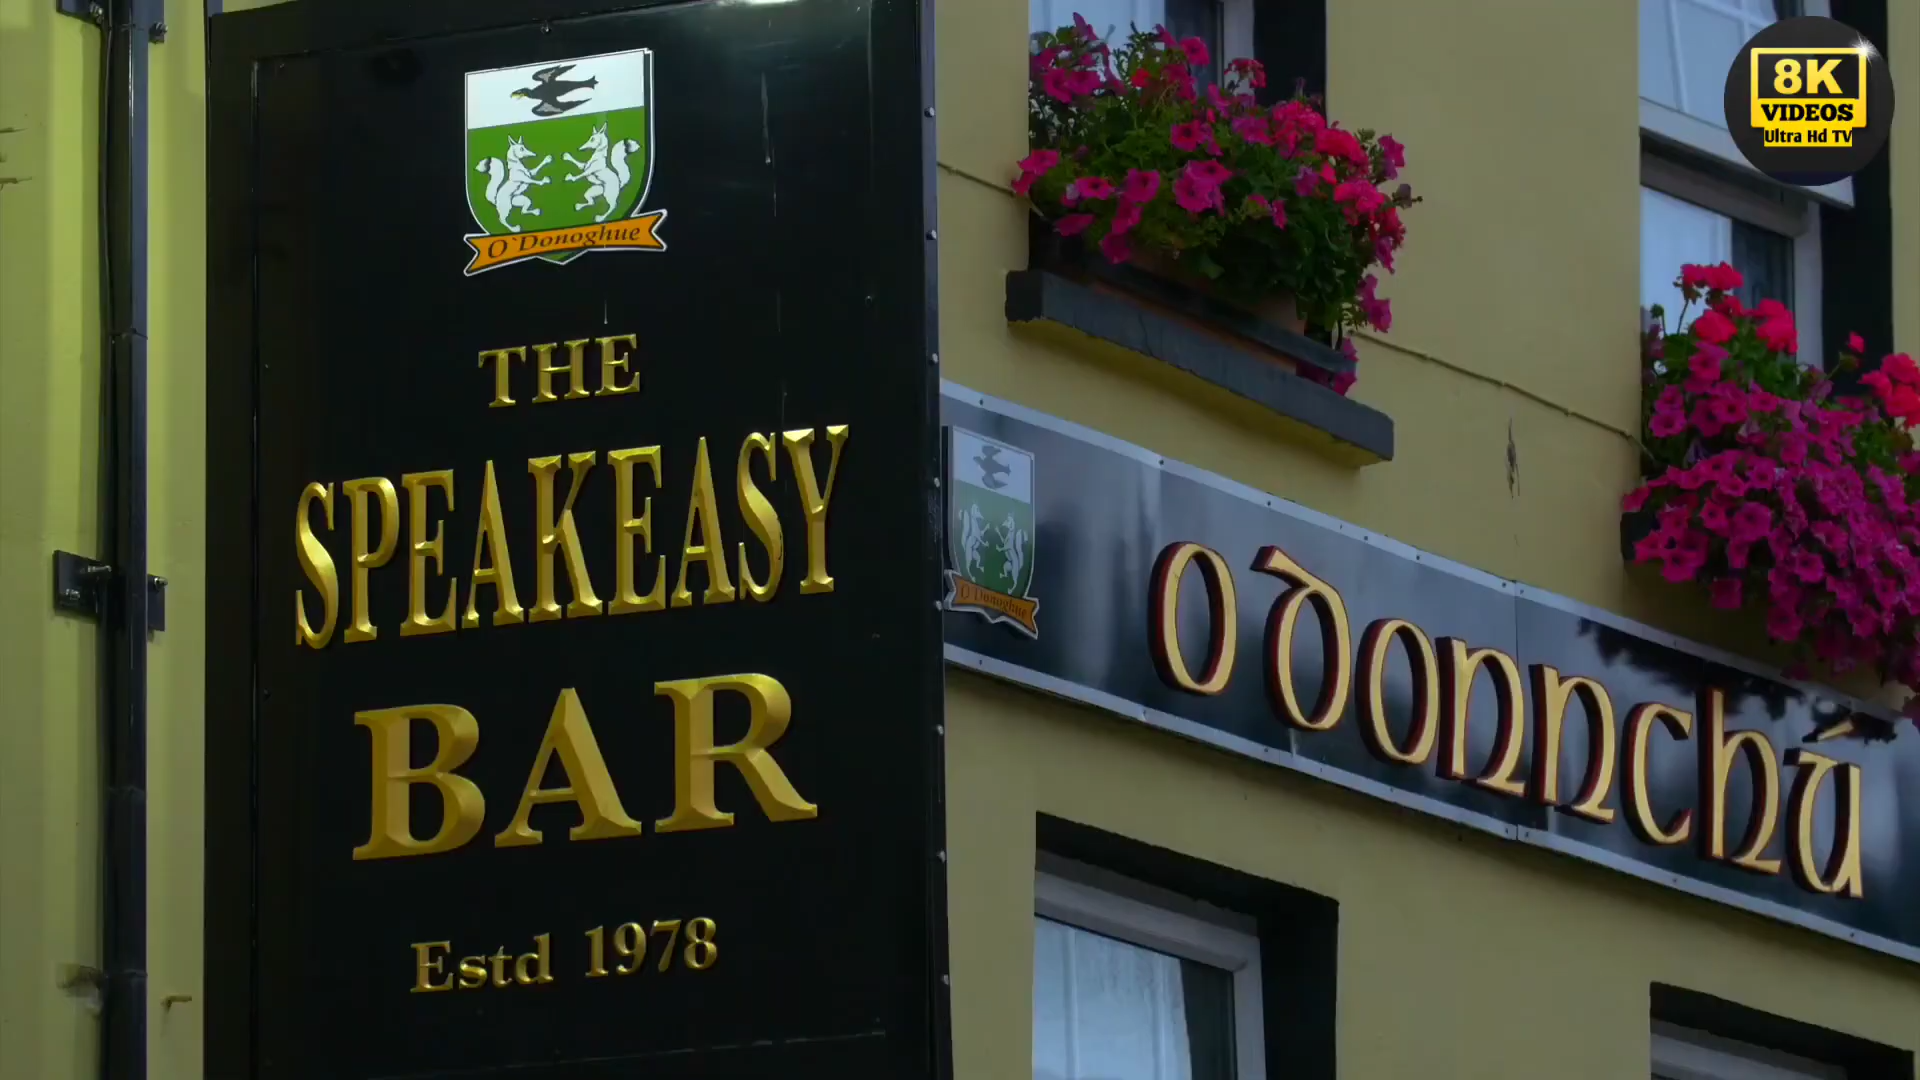 O'Donoghue
THE
SPEAKEASY
BAR
Estd 1978
O'Donoghue
O DONNCHÚ
8K
VIDEOS
Ultra Hd TV